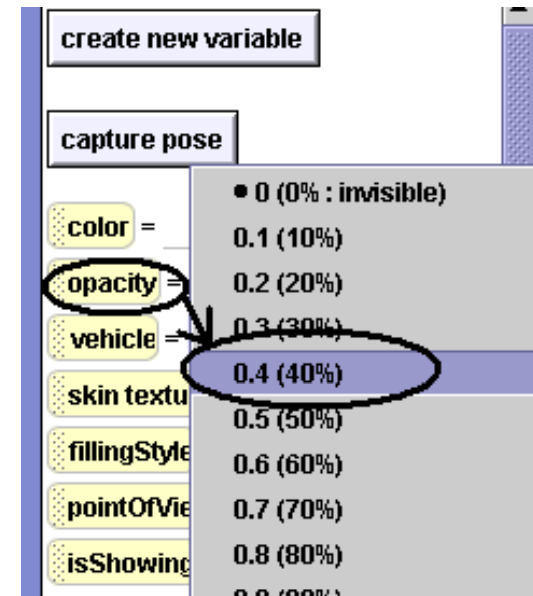 create new variable
capture pose
color =
opacity =
vehicle =
skin textu
fillingStyle
pointOfVie
isShowing
• 0 (0% : invisible)
0.1 (10%)
0.2 (20%)
0.3 (30%)
0.4 (40%)
0.5 (50%)
0.6 (60%)
0.7 (70%)
0.8 (80%)